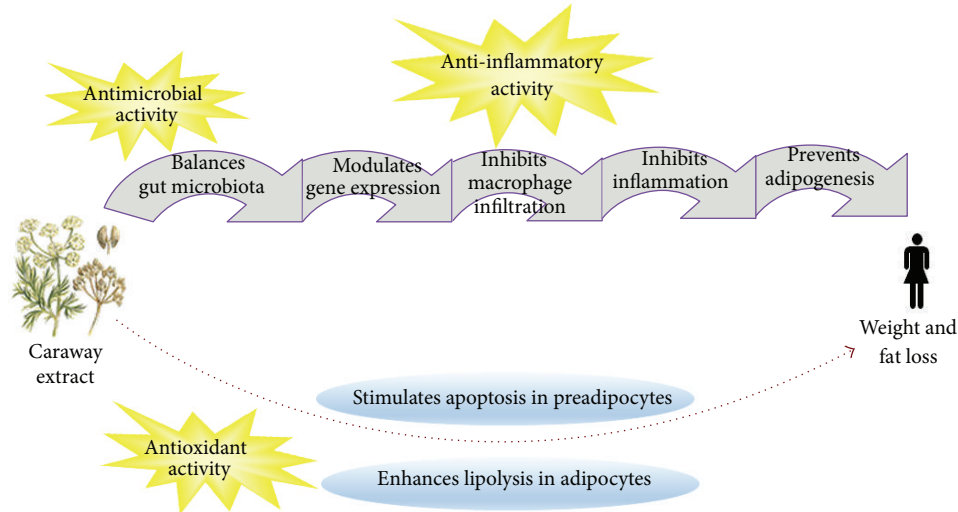 Antimicrobial
activity
Anti-inflammatory
activity
Balances
gut microbiota
Modulates
gene expression
Inhibits
macrophage
infiltration
Inhibits
inflammation
Prevents
adipogenesis
Caraway
extract
Weight and
fat loss
Stimulates apoptosis in preadipocytes
Antioxidant
activity
Enhances lipolysis in adipocytes